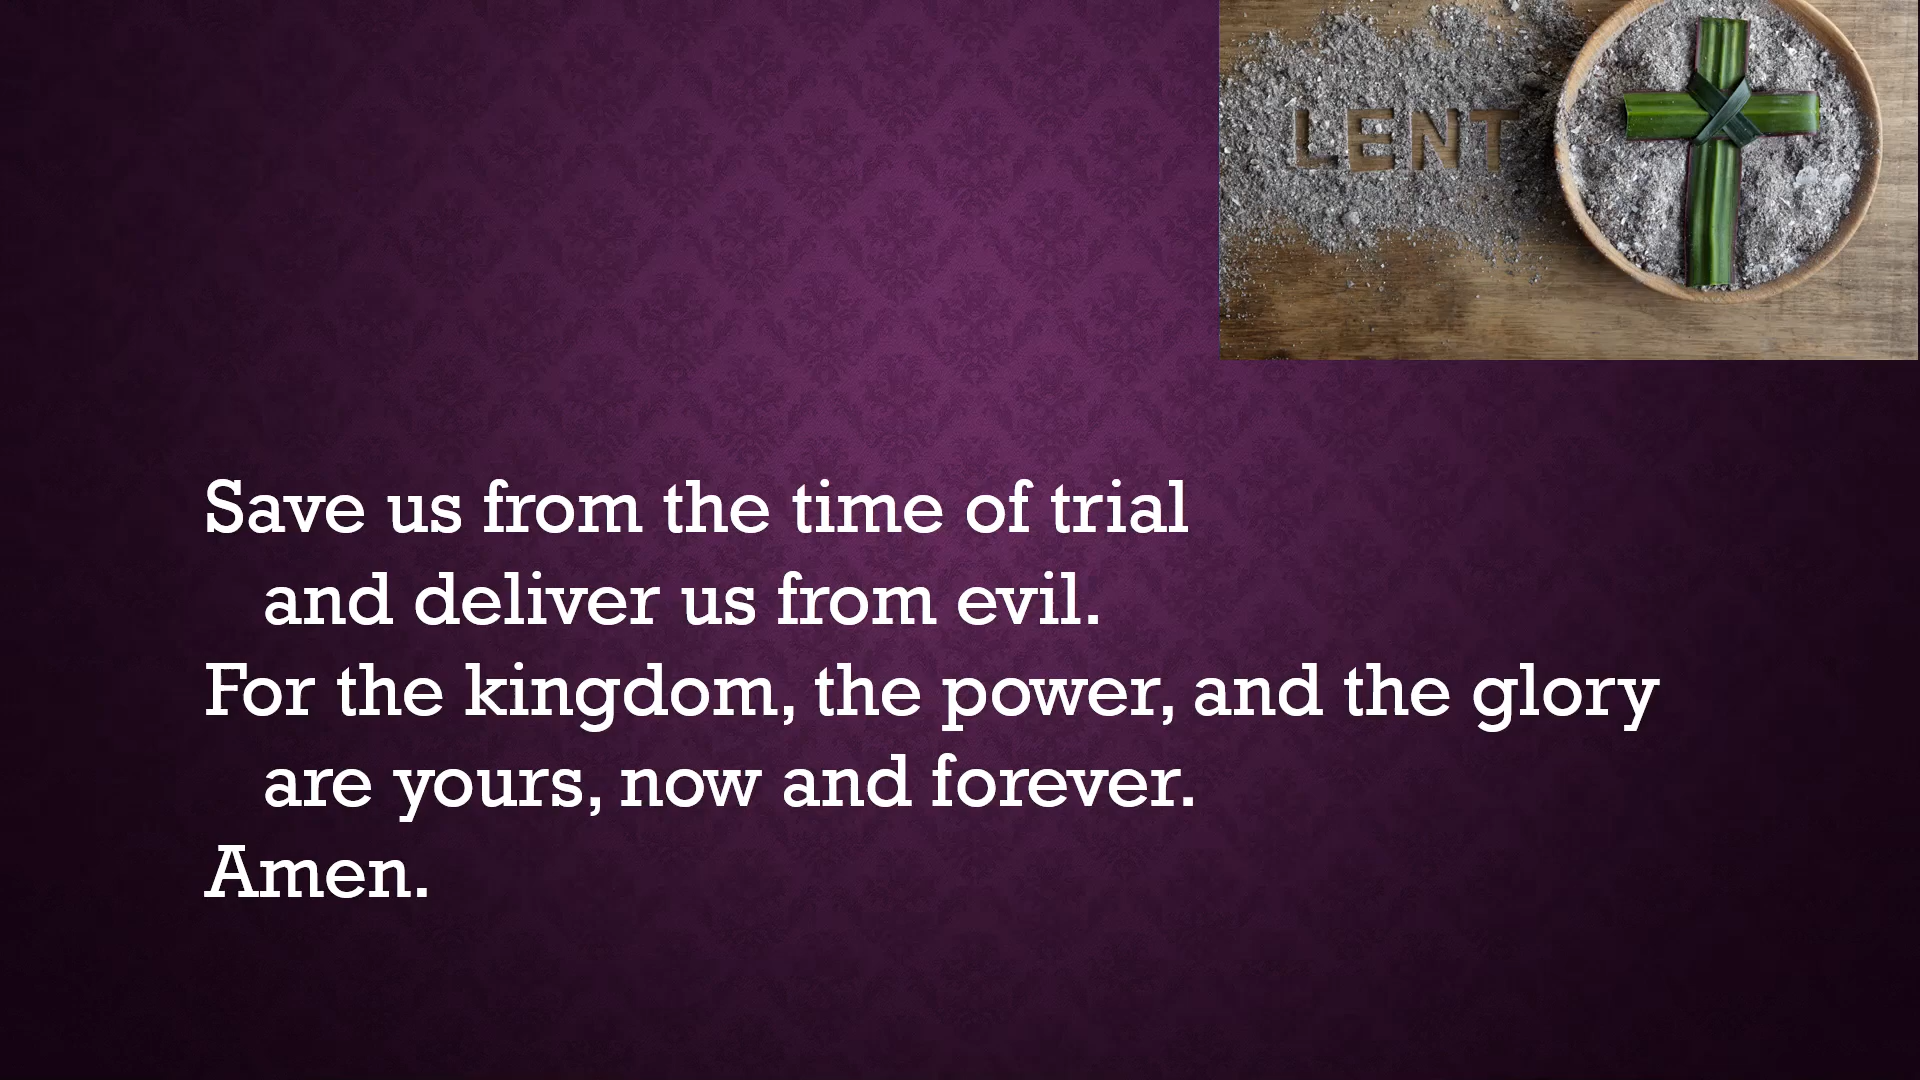 LENT
Save us from the time of trial
and deliver us from evil.
For the kingdom, the power, and the glory
are yours, now and forever.
Amen.